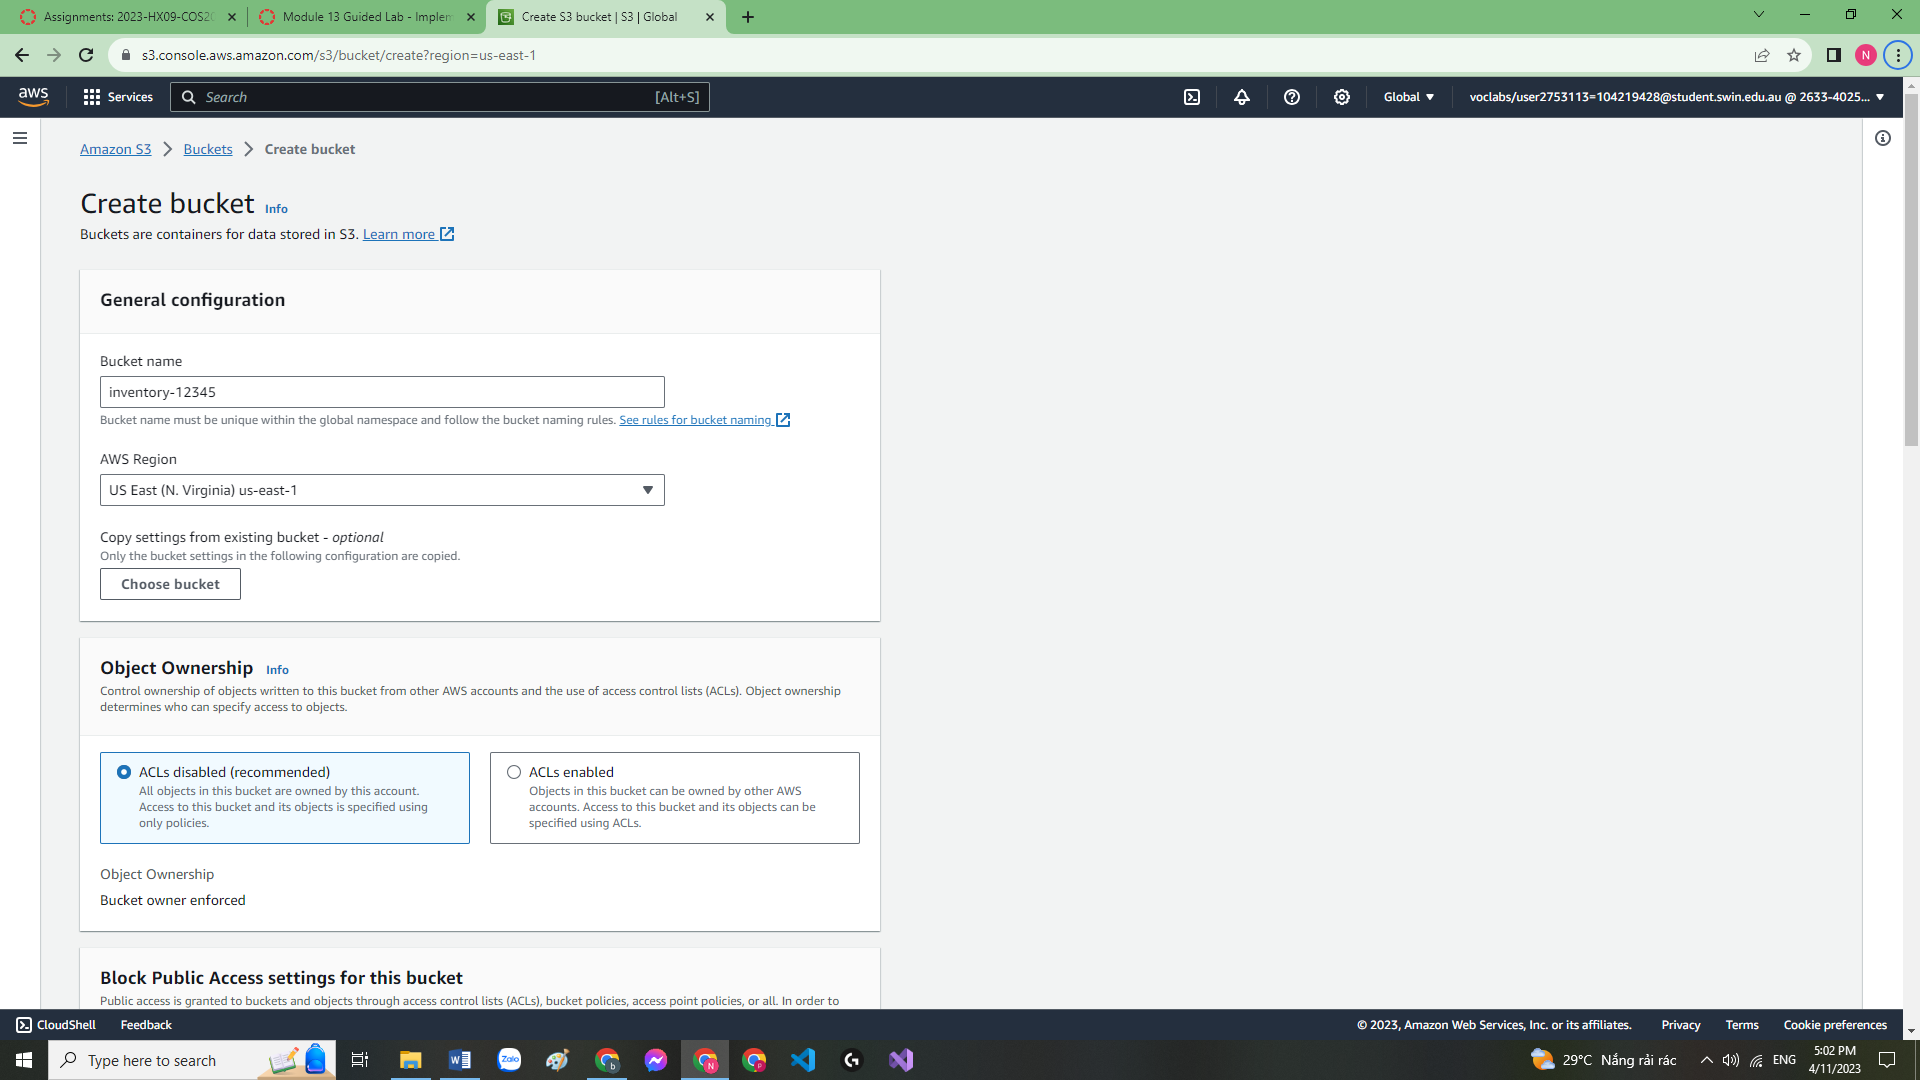 Assignments: 2023-HX09-COS20
Module 13 Guided Lab - Implem
Create S3 bucket | S3 | Global
s3.console.aws.amazon.com/s3/bucket/create?region=us-east-1
N
aws
Services
Search
[Alt+S]
Global
voclabs/user2753113=104219428@student.swin.edu.au @ 2633-4025...
Amazon S3
Buckets
Create bucket
Create bucket Info
Buckets are containers for data stored in S3. Learn more
General configuration
Bucket name
inventory-12345
Bucket name must be unique within the global namespace and follow the bucket naming rules. See rules for bucket naming
AWS Region
US East (N. Virginia) us-east-1
Copy settings from existing bucket - optional
Only the bucket settings in the following configuration are copied.
Choose bucket
Object Ownership Info
Control ownership of objects written to this bucket from other AWS accounts and the use of access control lists (ACLs). Object ownership
determines who can specify access to objects.
ACLs disabled (recommended)
All objects in this bucket are owned by this account.
Access to this bucket and its objects is specified using
only policies.
ACLs enabled
Objects in this bucket can be owned by other AWS
accounts. Access to this bucket and its objects can be
specified using ACLs.
Object Ownership
Bucket owner enforced
Block Public Access settings for this bucket
Public access is granted to buckets and objects through access control lists (ACLs), bucket policies, access point policies, or all. In order to
CloudShell
Feedback
© 2023, Amazon Web Services, Inc. or its affiliates.
Privacy
Terms
Cookie preferences
Type here to search
Zalo
29°C Nắng rải rác
ENG
5:02 PM
4/11/2023